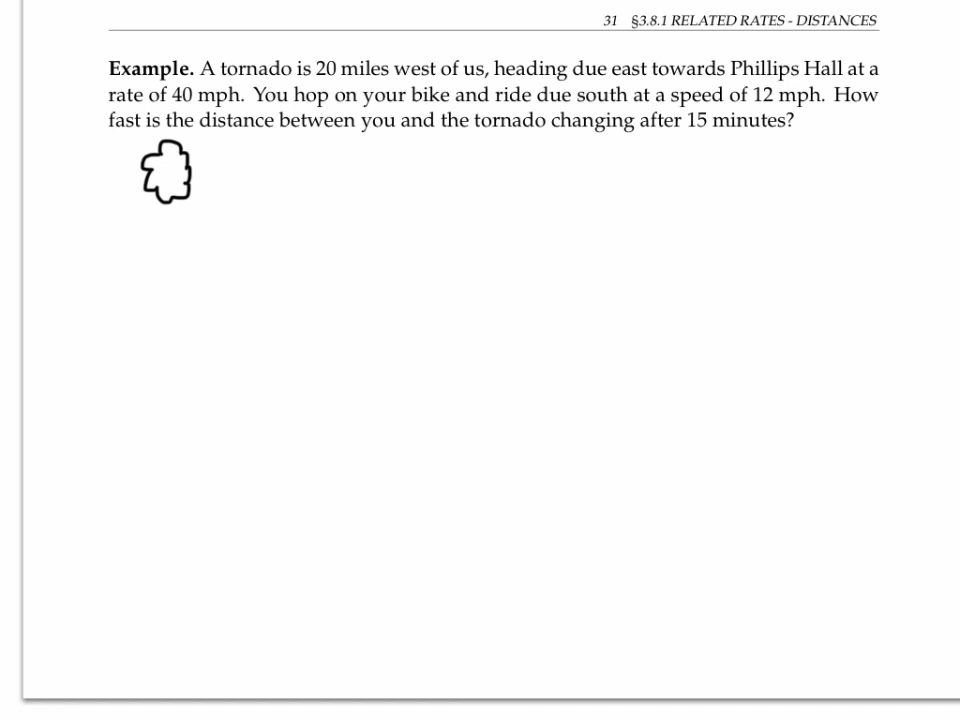 31 §3.8.1 RELATED RATES - DISTANCES
Example. A tornado is 20 miles west of us, heading due east towards Phillips Hall at a
rate of 40 mph. You hop on your bike and ride due south at a speed of 12 mph. How
fast is the distance between you and the tornado changing after 15 minutes?